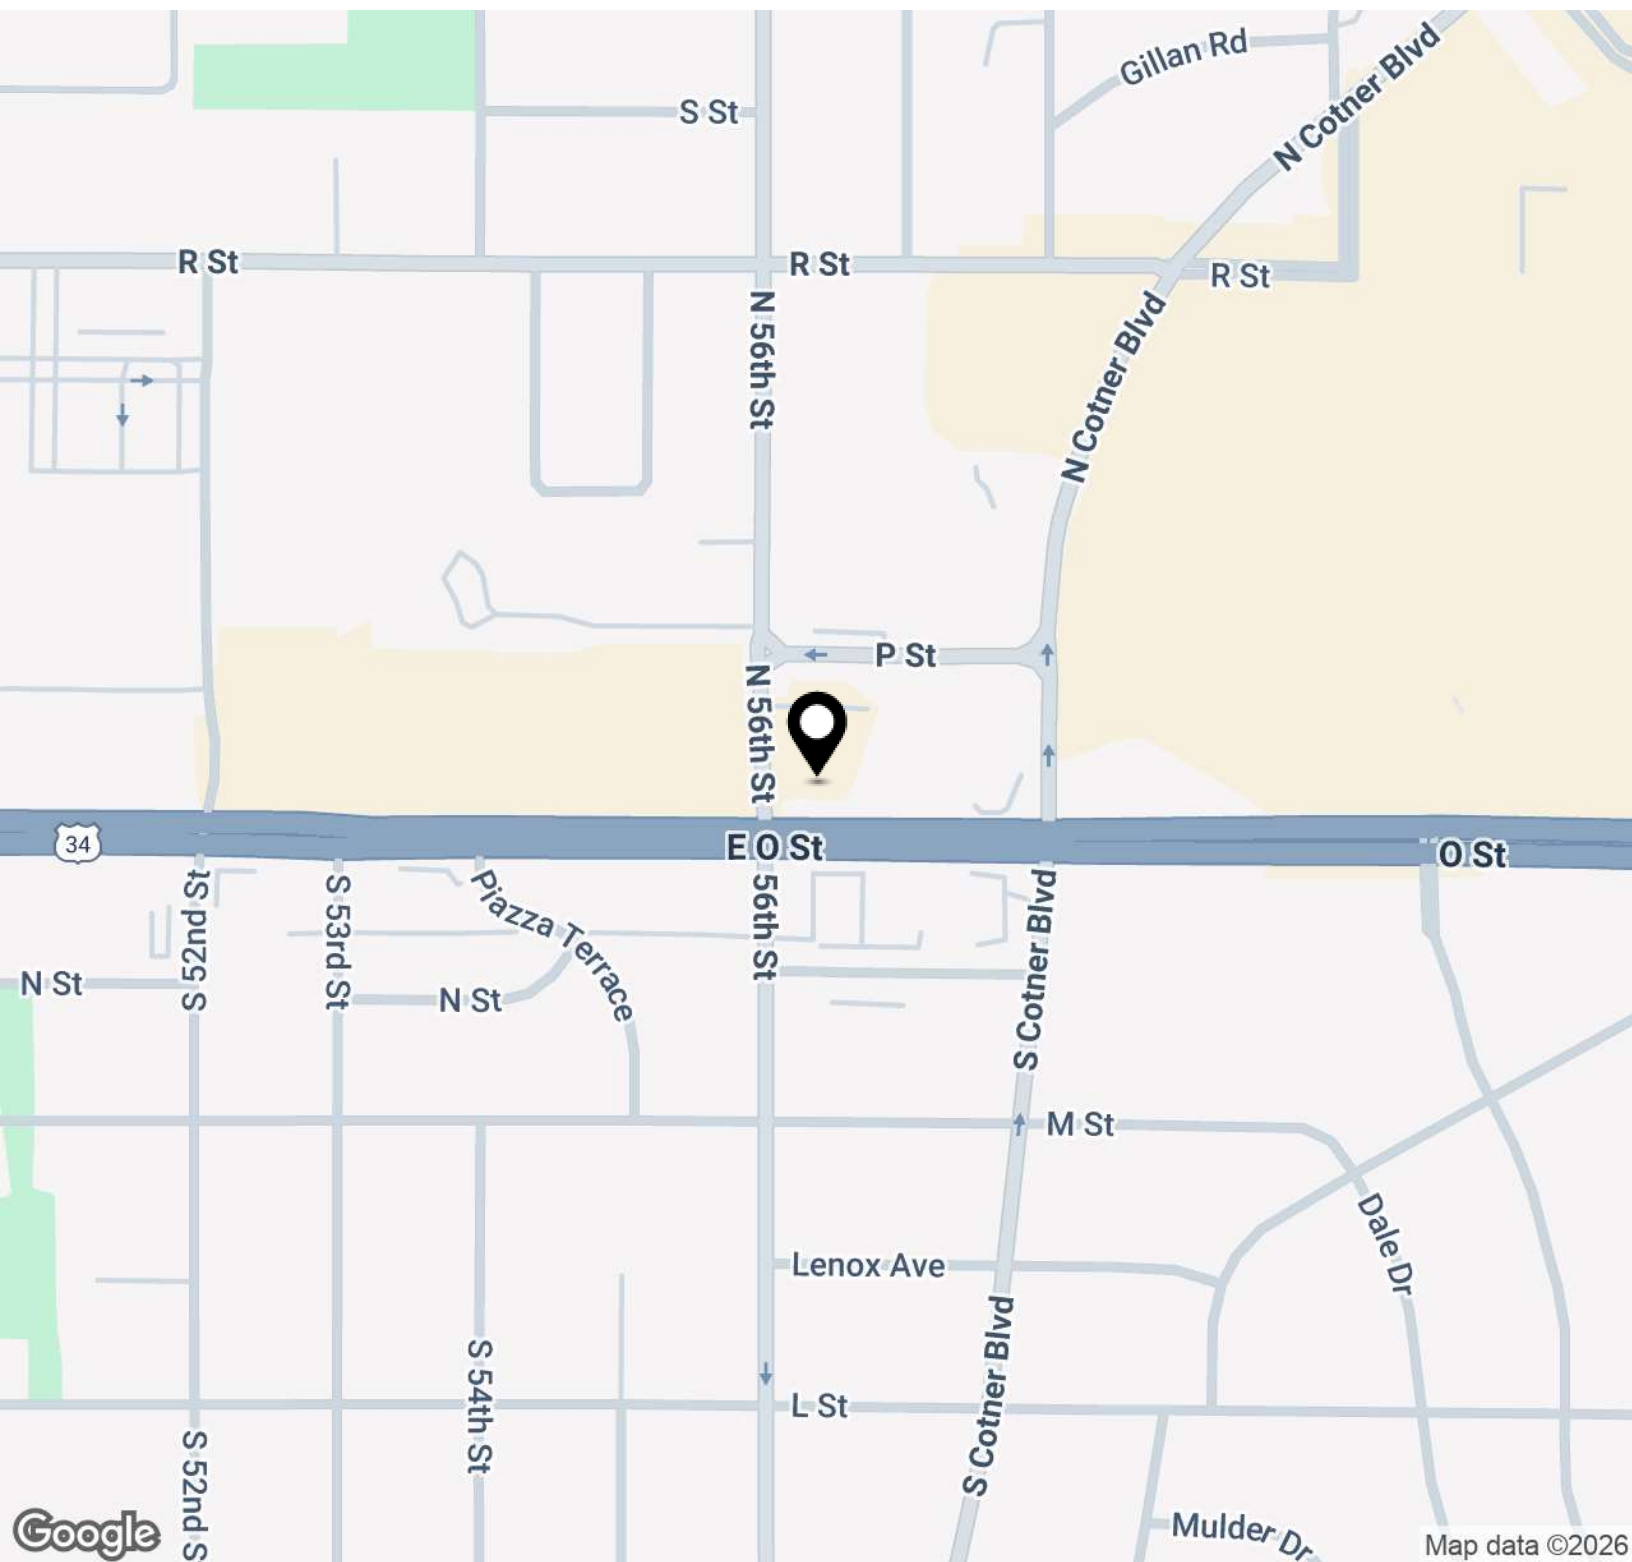 Gillan Rd
N Cotner Blvd
S St
R St
R St
R St
N 56th St
N Cotner Blvd
P St
N 56th St
34
E O St
O St
S 52nd St
S 53rd St
Piazza Terrace
56th St
S Cotner Blvd
N St
N St
M St
Dale Dr
Lenox Ave
S 54th St
S Cotner Blvd
L St
S 52nd S
Mulder Dr
Google
Map data ©2026